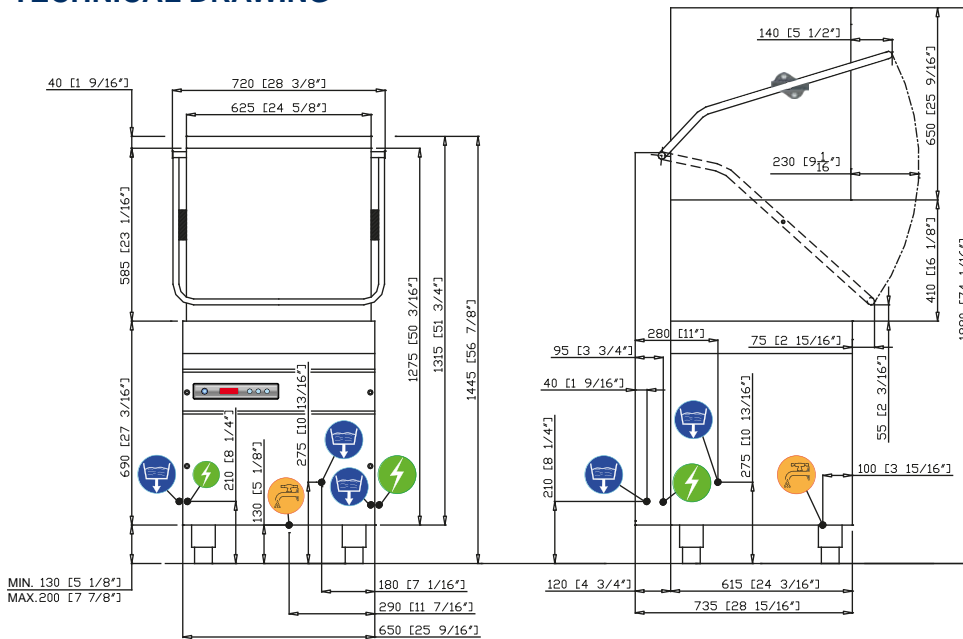 TECHNICAL DRAWING
40 [1 9/16"]
720 [28 3/8"]
625 [24 5/8"]
585 [23 1/16"]
690 [27 3/16"]
210 [8 1/4"]
130 [5 1/8"]
275 [10 13/16"]
1275 [50 3/16"]
1315 [51 3/4"]
1445 [56 7/8"]
MIN. 130 [5 1/8"]
MAX.200 [7 7/8"]
180 [7 1/16"]
290 [11 7/16"]
650 [25 9/16"]
140 [5 1/2"]
650 [25 9/16"]
230 [9 1/16"]
410 [16 1/8"]
1880 [74 1/16"]
280 [11"]
75 [2 15/16"]
95 [3 3/4"]
55 [2 3/16"]
40 [1 9/16"]
210 [8 1/4"]
275 [10 13/16"]
100 [3 15/16"]
120 [4 3/4"]
615 [24 3/16"]
735 [28 15/16"]